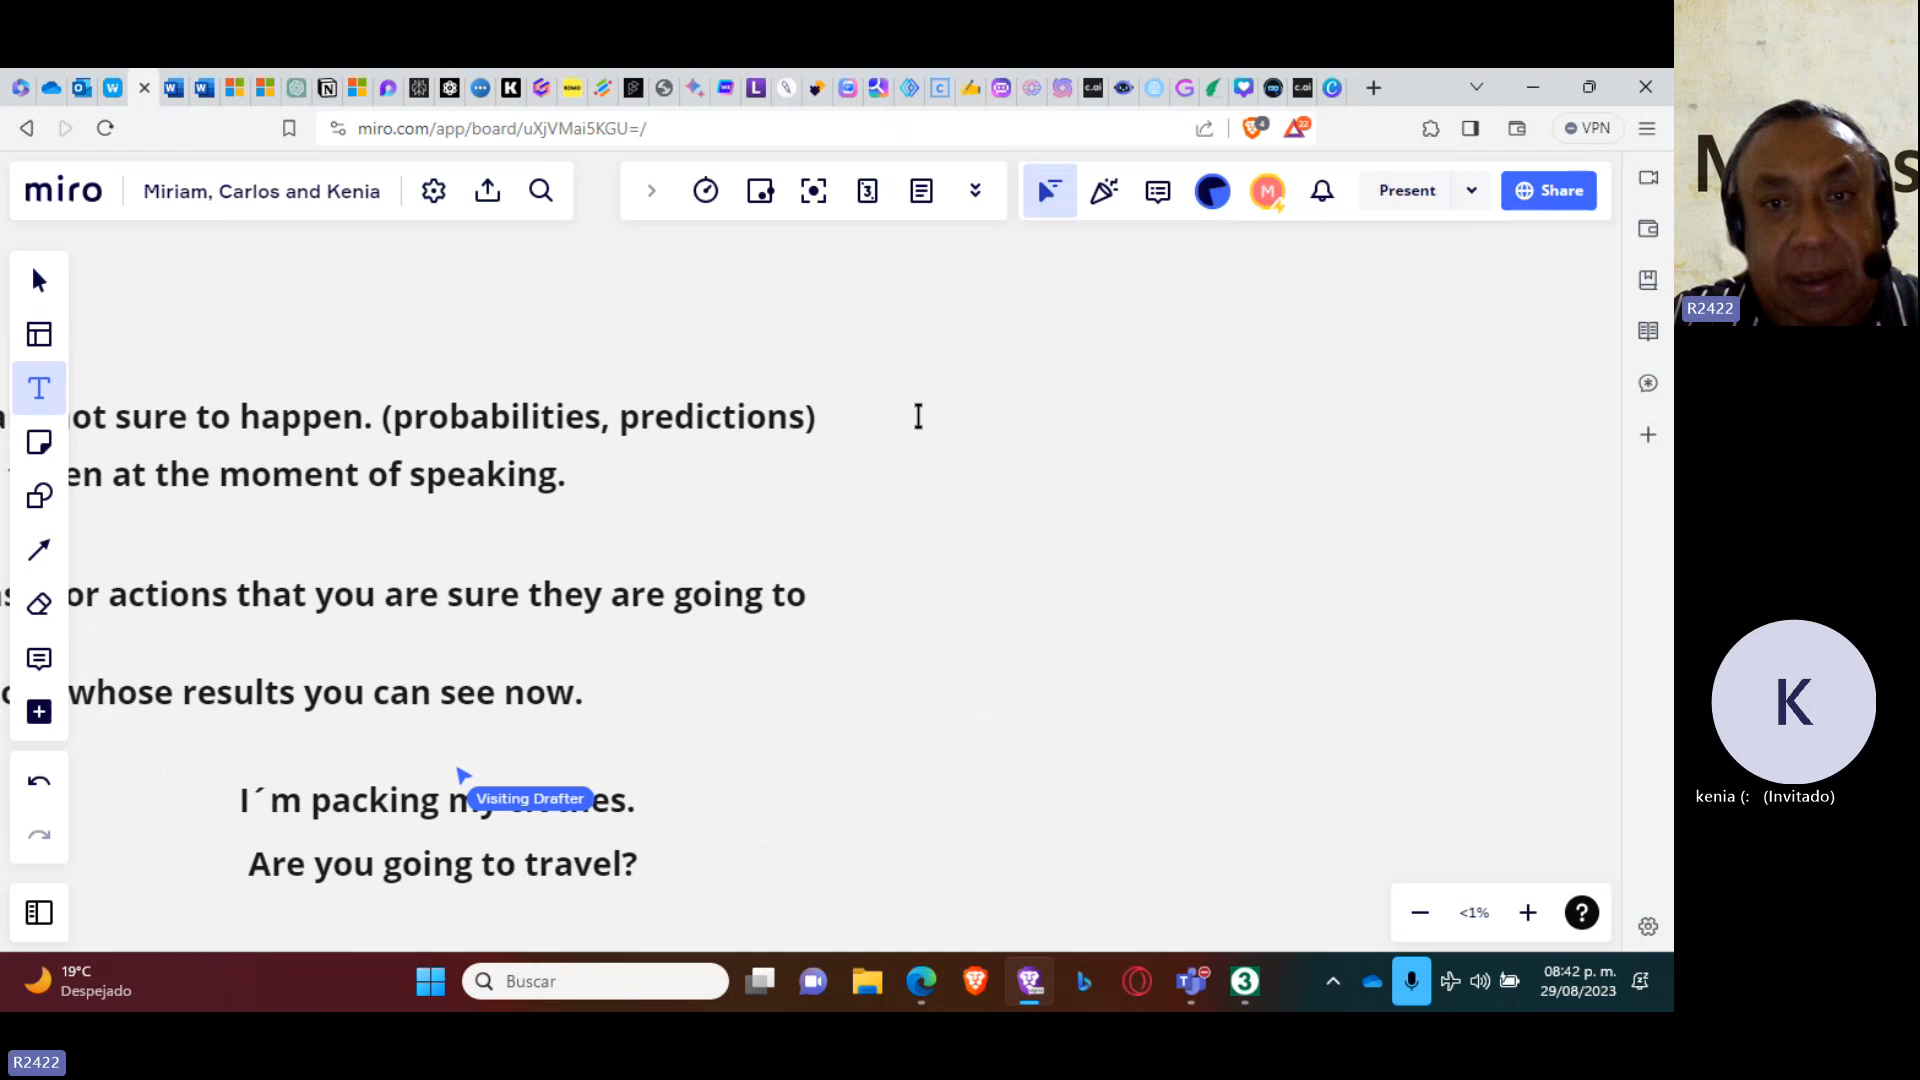 miro.com/app/board/uXjVMai5KGU=/
VPN
miro
Miriam, Carlos and Kenia
Present
Share
not sure to happen. (probabilities, predictions)
at the moment of speaking.
or actions that you are sure they are going to
whose results you can see now.
I´m packing my clothes.
Visiting Drafter
Are you going to travel?
<1%
19°C
Despejado
Buscar
08:42 p. m.
29/08/2023
R2422
K
kenia (: (Invitado)
R2422